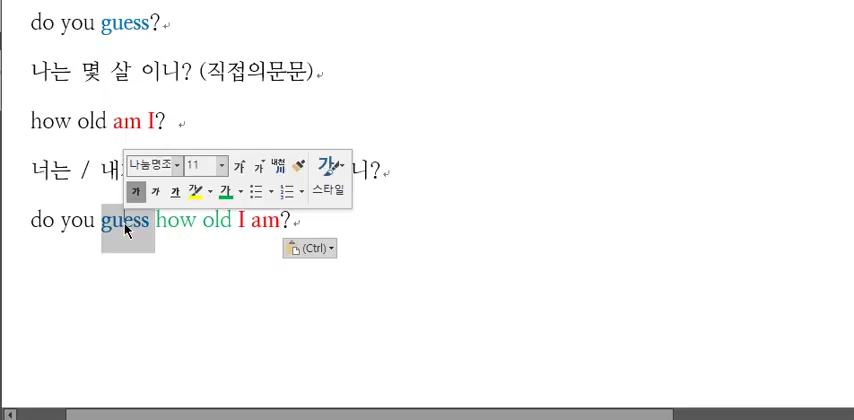 do you guess?
나는 몇 살 이니? (직접의문문)
how old am I?
나눔명조 11 가 가 내천 가
너는 / 내 니?
가 가 가 가 가 스타일
do you guess how old I am?
(Ctrl)